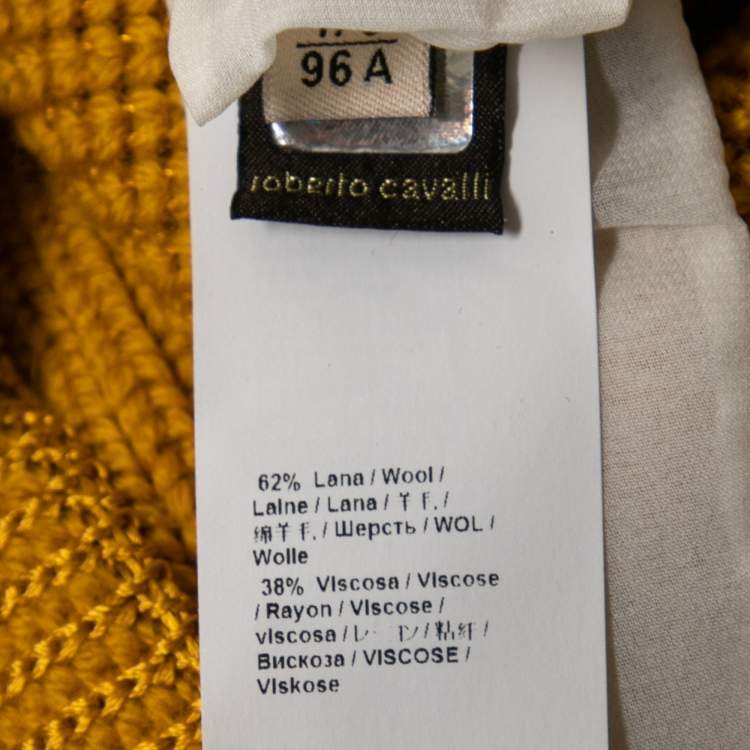 96 A
roberto cavalli
62% Lana / Wool /
Laine / Lana / 羊毛. /
绵羊毛. / Шерсть / WOL /
Wolle
38% Viscosa / Viscose
/ Rayon / Viscose /
viscosa / レーヨン / 粘纤 /
Вискоза / VISCOSE /
Viskose